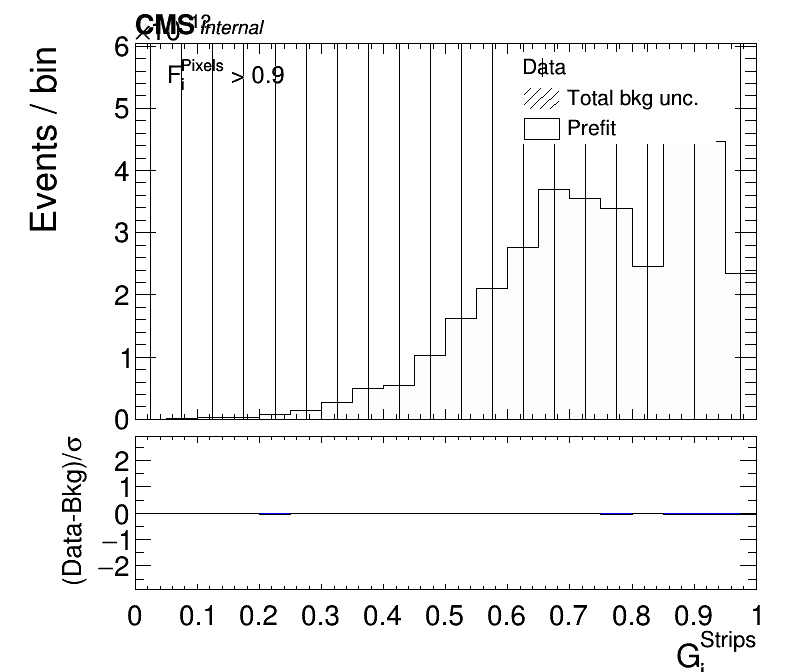 CMS Internal
×10¹²
F_i^Pixels > 0.9
Data
Total bkg unc.
Prefit
Events / bin
6
5
4
3
2
1
0
(Data-Bkg)/σ
2
1
0
−1
−2
0 0.1 0.2 0.3 0.4 0.5 0.6 0.7 0.8 0.9 1
G_i^Strips